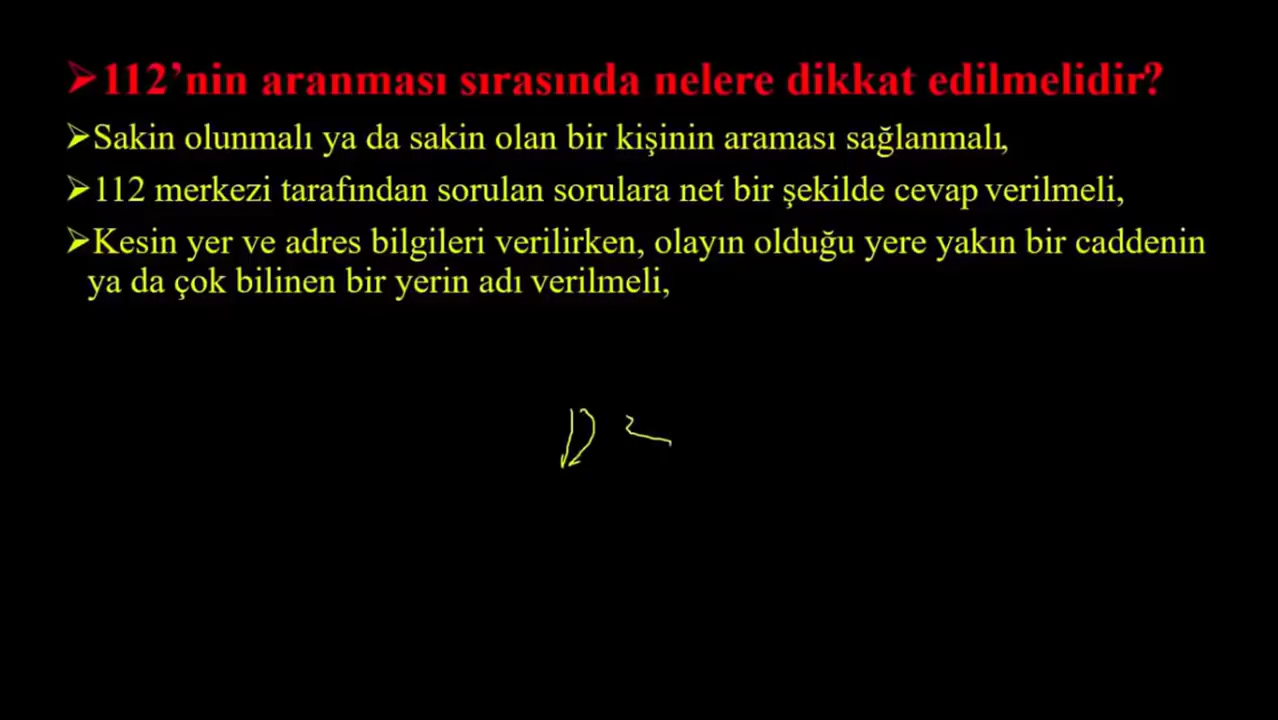 ➢112’nin aranması sırasında nelere dikkat edilmelidir?
➢Sakin olunmalı ya da sakin olan bir kişinin araması sağlanmalı,
➢112 merkezi tarafından sorulan sorulara net bir şekilde cevap verilmeli,
➢Kesin yer ve adres bilgileri verilirken, olayın olduğu yere yakın bir caddenin
ya da çok bilinen bir yerin adı verilmeli,